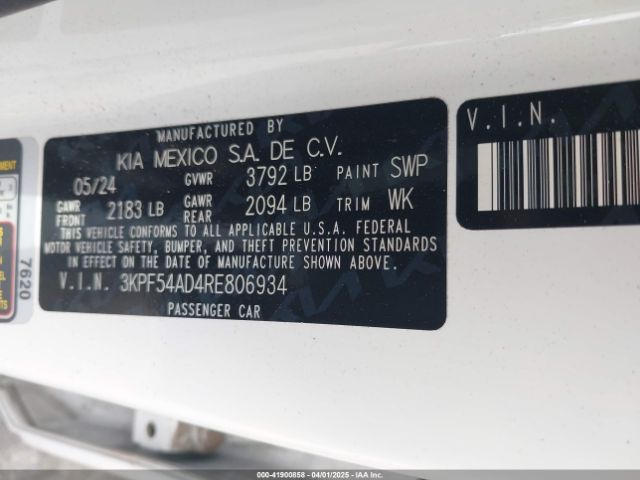 MANUFACTURED BY
KIA MEXICO S.A. DE C.V.
05/24 GVWR 3792 LB PAINT SWP
GAWR FRONT 2183 LB GAWR REAR 2094 LB TRIM WK
THIS VEHICLE CONFORMS TO ALL APPLICABLE U.S.A. FEDERAL
MOTOR VEHICLE SAFETY, BUMPER, AND THEFT PREVENTION STANDARDS
IN EFFECT ON THE DATE OF MANUFACTURE SHOWN ABOVE.
V.I.N. 3KPF54AD4RE806934
PASSENGER CAR
V.I.N.
7620
000-41900858 - 04/01/2025 - IAAI.COM